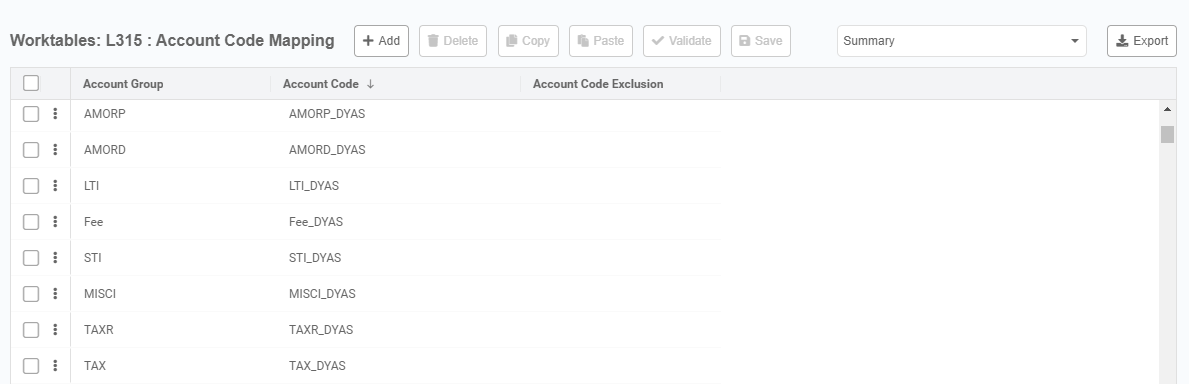 Worktables: L315 : Account Code Mapping Add Delete Copy Paste Validate Save Summary Export
Account Group Account Code Account Code Exclusion
AMORP AMORP_DYAS
AMORD AMORD_DYAS
LTI LTI_DYAS
Fee Fee_DYAS
STI STI_DYAS
MISCI MISCI_DYAS
TAXR TAXR_DYAS
TAX TAX_DYAS